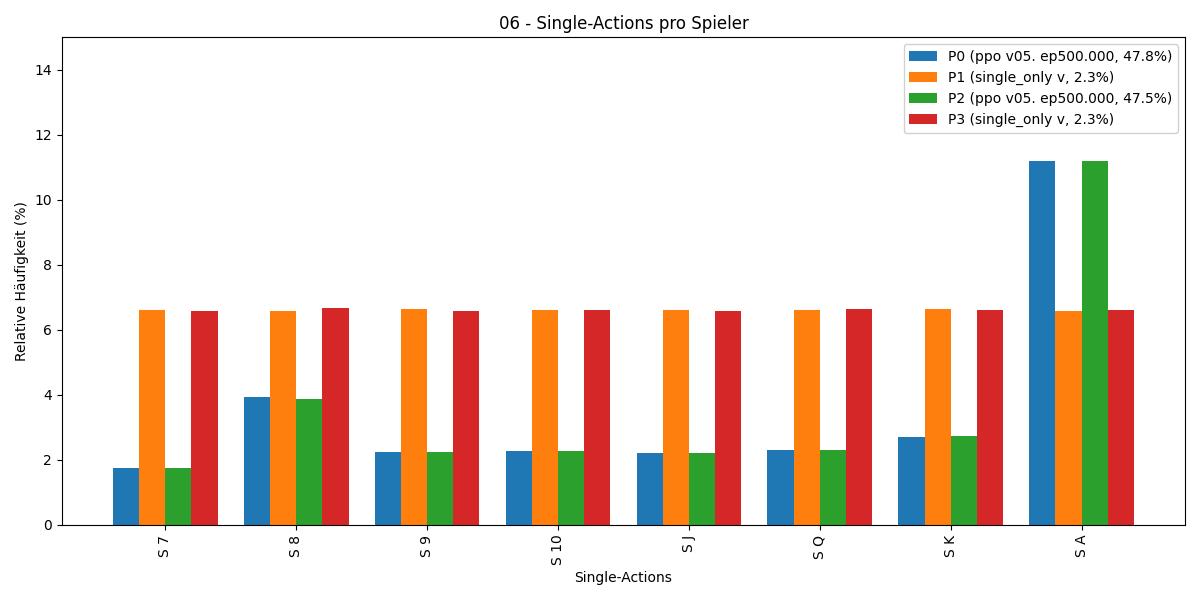 06 - Single-Actions pro Spieler
P0 (ppo v05. ep500.000, 47.8%)
P1 (single_only v, 2.3%)
P2 (ppo v05. ep500.000, 47.5%)
P3 (single_only v, 2.3%)
Relative Häufigkeit (%)
14
12
10
8
6
4
2
0
S 7
S 8
S 9
S 10
S J
S Q
S K
S A
Single-Actions